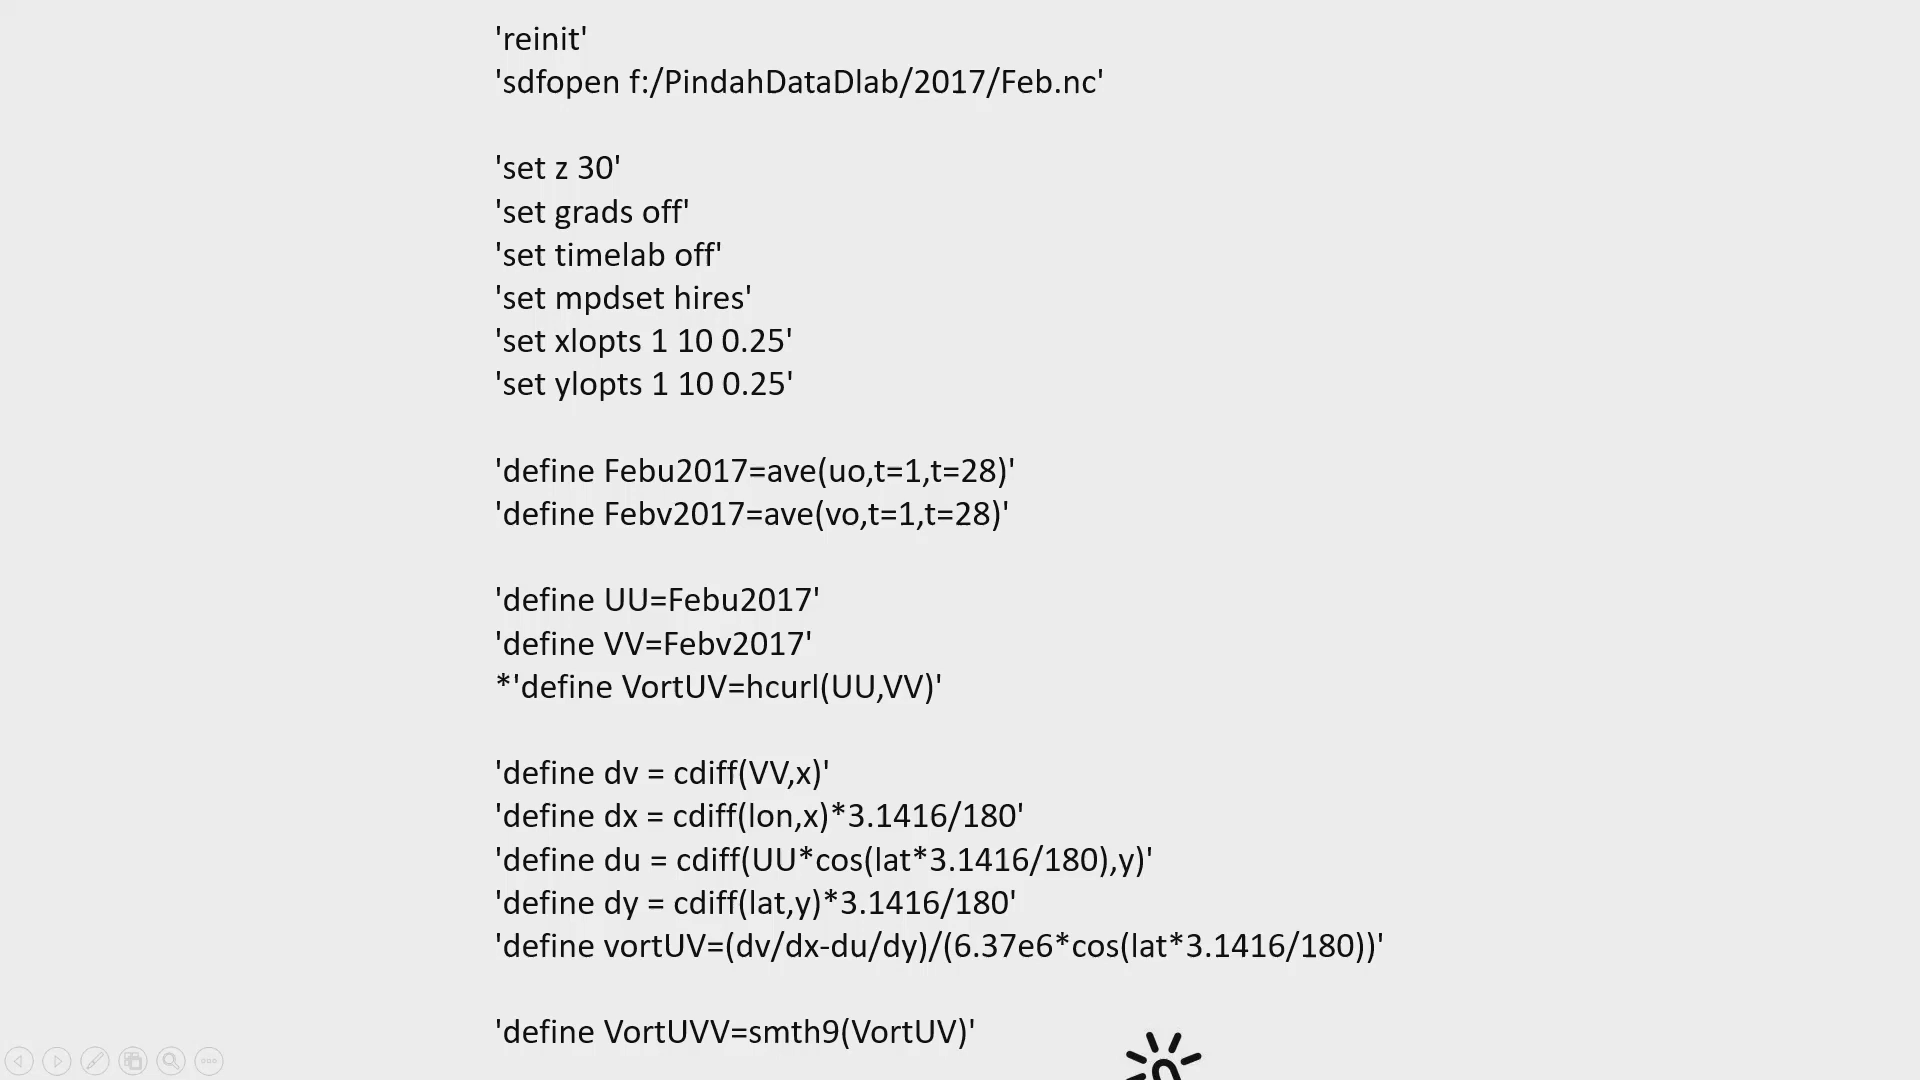 'reinit'
'sdfopen f:/PindahDataDlab/2017/Feb.nc'
'set z 30'
'set grads off'
'set timelab off'
'set mpdset hires'
'set xlopts 1 10 0.25'
'set ylopts 1 10 0.25'
'define Febu2017=ave(uo,t=1,t=28)'
'define Febv2017=ave(vo,t=1,t=28)'
'define UU=Febu2017'
'define VV=Febv2017'
*'define VortUV=hcurl(UU,VV)'
'define dv = cdiff(VV,x)'
'define dx = cdiff(lon,x)*3.1416/180'
'define du = cdiff(UU*cos(lat*3.1416/180),y)'
'define dy = cdiff(lat,y)*3.1416/180'
'define vortUV=(dv/dx-du/dy)/(6.37e6*cos(lat*3.1416/180))'
'define VortUVV=smth9(VortUV)'